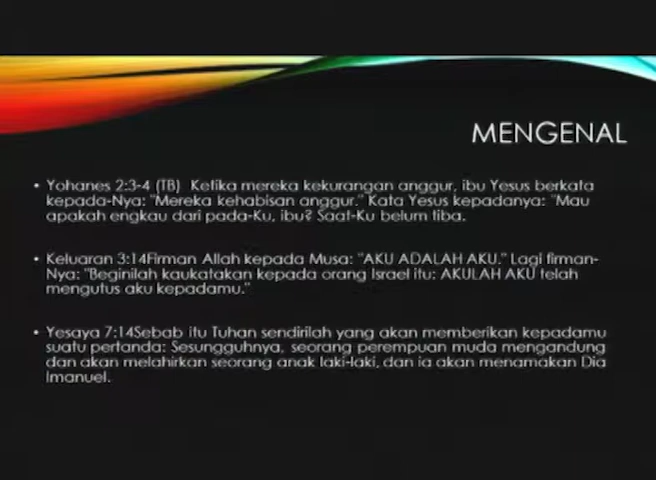 MENGENAL
• Yohanes 2:3-4 (TB)  Ketika mereka kekurangan anggur, ibu Yesus berkata
kepada-Nya: "Mereka kehabisan anggur." Kata Yesus kepadanya: "Mau
apakah engkau dari pada-Ku, ibu? Saat-Ku belum tiba.
• Keluaran 3:14Firman Allah kepada Musa: "AKU ADALAH AKU." Lagi firman-
Nya: "Beginilah kaukatakan kepada orang Israel itu: AKULAH AKU telah
mengutus aku kepadamu."
• Yesaya 7:14Sebab itu Tuhan sendirilah yang akan memberikan kepadamu
suatu pertanda: Sesungguhnya, seorang perempuan muda mengandung
dan akan melahirkan seorang anak laki-laki, dan ia akan menamakan Dia
Imanuel.